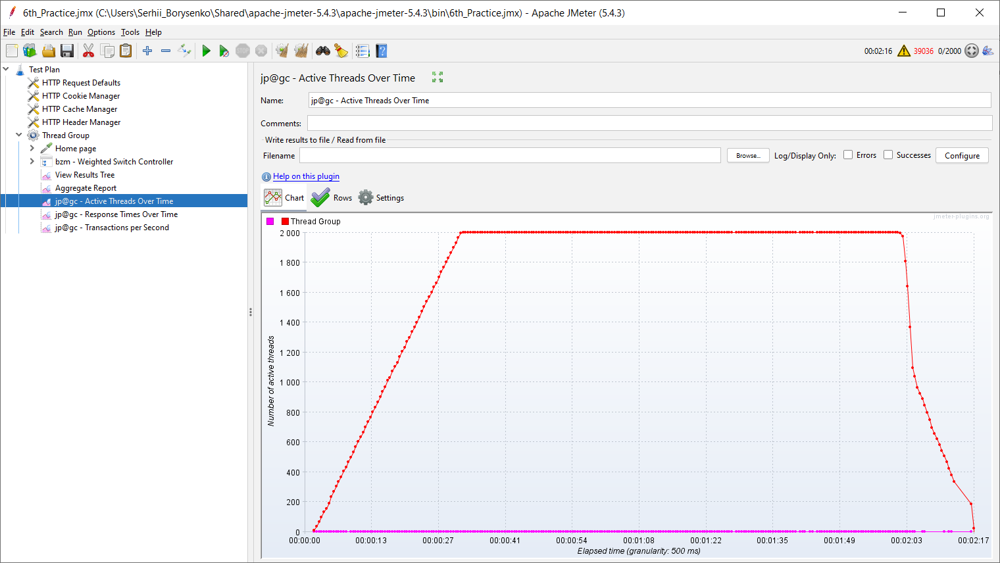 6th_Practice.jmx (C:\Users\Serhii_Borysenko\Shared\apache-jmeter-5.4.3\apache-jmeter-5.4.3\bin\6th_Practice.jmx) - Apache JMeter (5.4.3)
File Edit Search Run Options Tools Help
STOP
00:02:16 39036 0/2000
Test Plan
HTTP Request Defaults
HTTP Cookie Manager
HTTP Cache Manager
HTTP Header Manager
Thread Group
Home page
bzm - Weighted Switch Controller
View Results Tree
Aggregate Report
jp@gc - Active Threads Over Time
jp@gc - Response Times Over Time
jp@gc - Transactions per Second
jp@gc - Active Threads Over Time
Name: jp@gc - Active Threads Over Time
Comments:
Write results to file / Read from file
Filename Browse... Log/Display Only: Errors Successes Configure
Help on this plugin
Chart Rows Settings
Thread Group
jmeter-plugins.org
2 000
1 800
1 600
1 400
1 200
1 000
800
600
400
200
0
Number of active threads
00:00:00 00:00:13 00:00:27 00:00:41 00:00:54 00:01:08 00:01:22 00:01:35 00:01:49 00:02:03 00:02:17
Elapsed time (granularity: 500 ms)